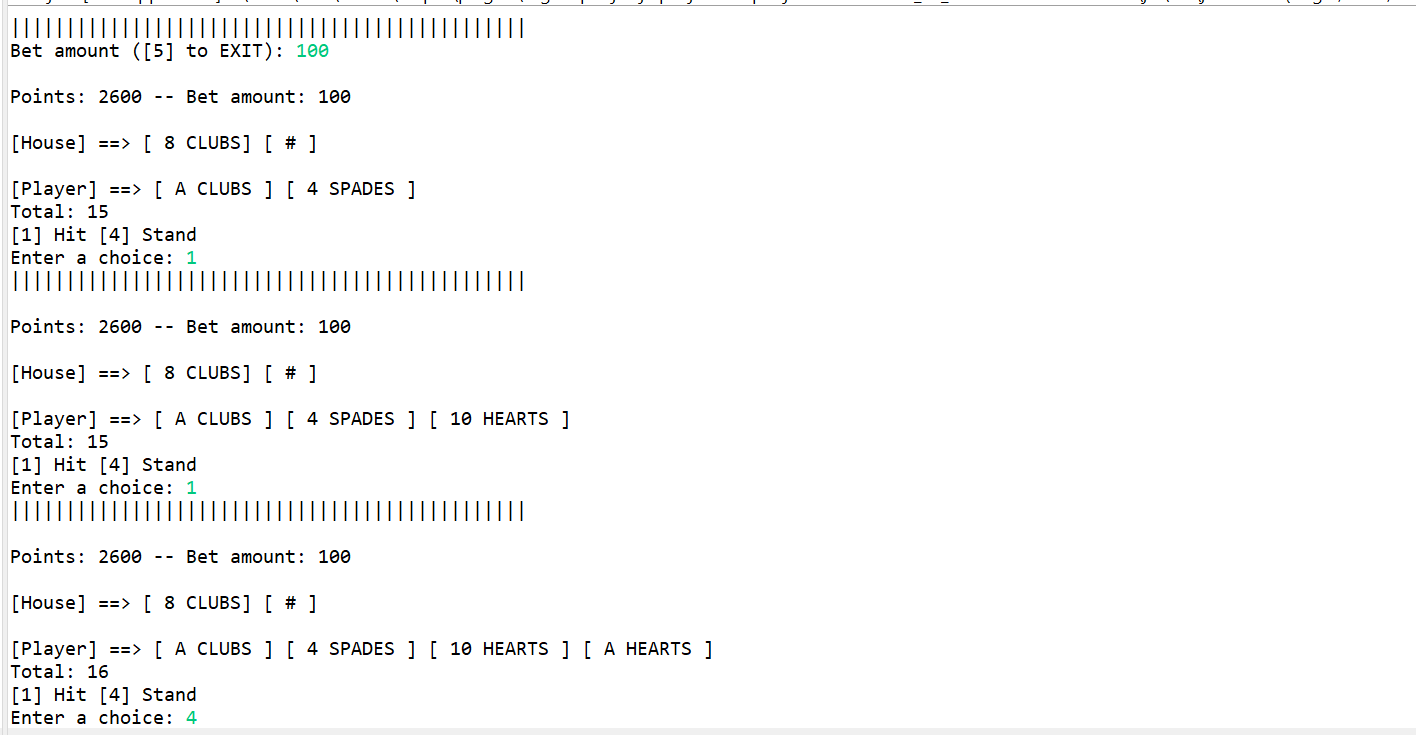 |||||||||||||||||||||||||||||||||||||||||||||||
Bet amount ([5] to EXIT): 100
Points: 2600 -- Bet amount: 100
[House] ==> [ 8 CLUBS] [ # ]
[Player] ==> [ A CLUBS ] [ 4 SPADES ]
Total: 15
[1] Hit [4] Stand
Enter a choice: 1
|||||||||||||||||||||||||||||||||||||||||||||||
Points: 2600 -- Bet amount: 100
[House] ==> [ 8 CLUBS] [ # ]
[Player] ==> [ A CLUBS ] [ 4 SPADES ] [ 10 HEARTS ]
Total: 15
[1] Hit [4] Stand
Enter a choice: 1
|||||||||||||||||||||||||||||||||||||||||||||||
Points: 2600 -- Bet amount: 100
[House] ==> [ 8 CLUBS] [ # ]
[Player] ==> [ A CLUBS ] [ 4 SPADES ] [ 10 HEARTS ] [ A HEARTS ]
Total: 16
[1] Hit [4] Stand
Enter a choice: 4